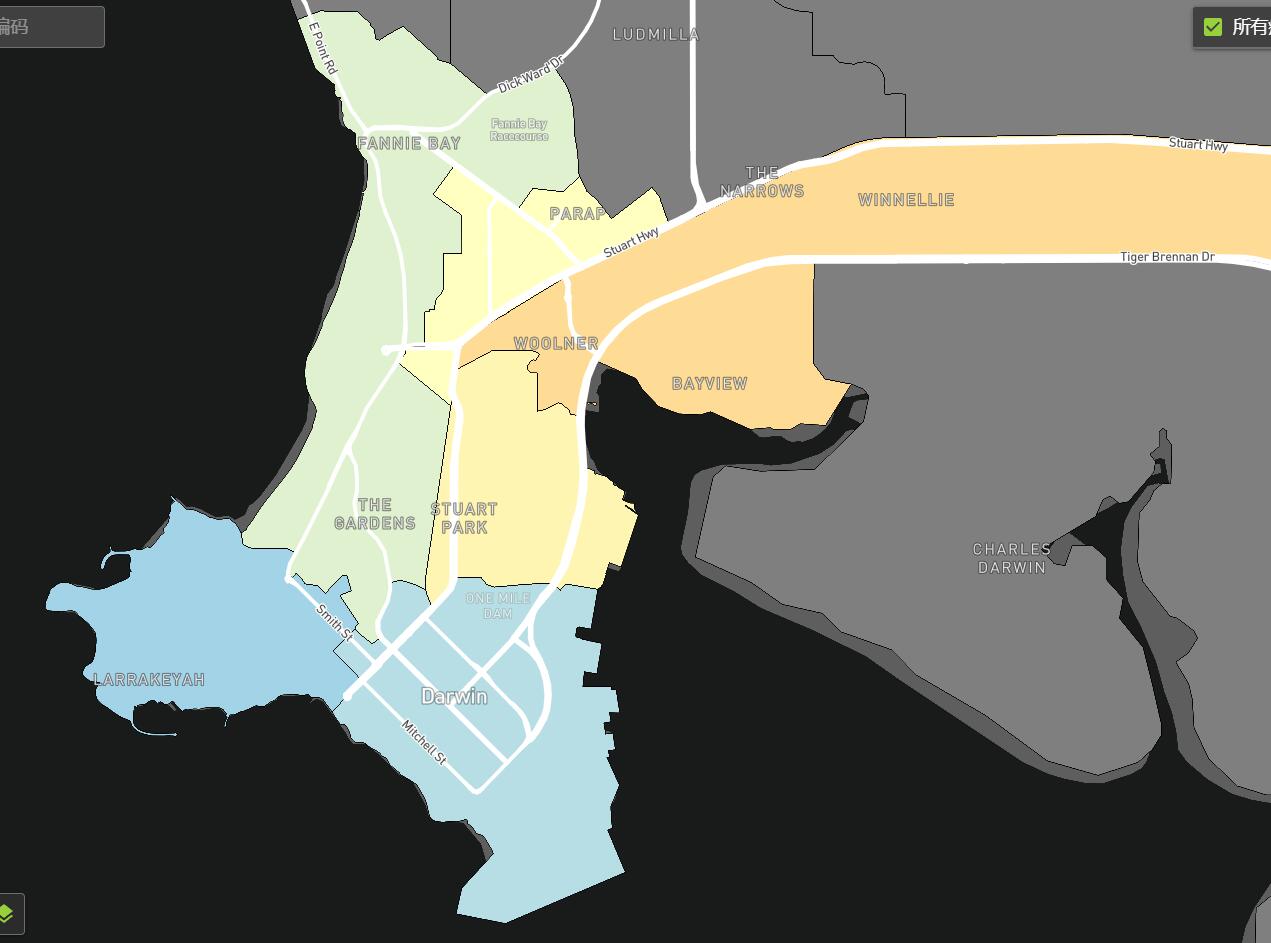 编码
所有
E Point Rd
LUDMILLA
Dick Ward Dr
Fannie Bay
Racecourse
FANNIE BAY
Stuart Hwy
THE
NARROWS
WINNELLIE
PARAP
Stuart Hwy
Tiger Brennan Dr
WOOLNER
BAYVIEW
THE
GARDENS
STUART
PARK
CHARLES
DARWIN
ONE MILE
DAM
Smith St
LARRAKEYAH
Darwin
Mitchell St